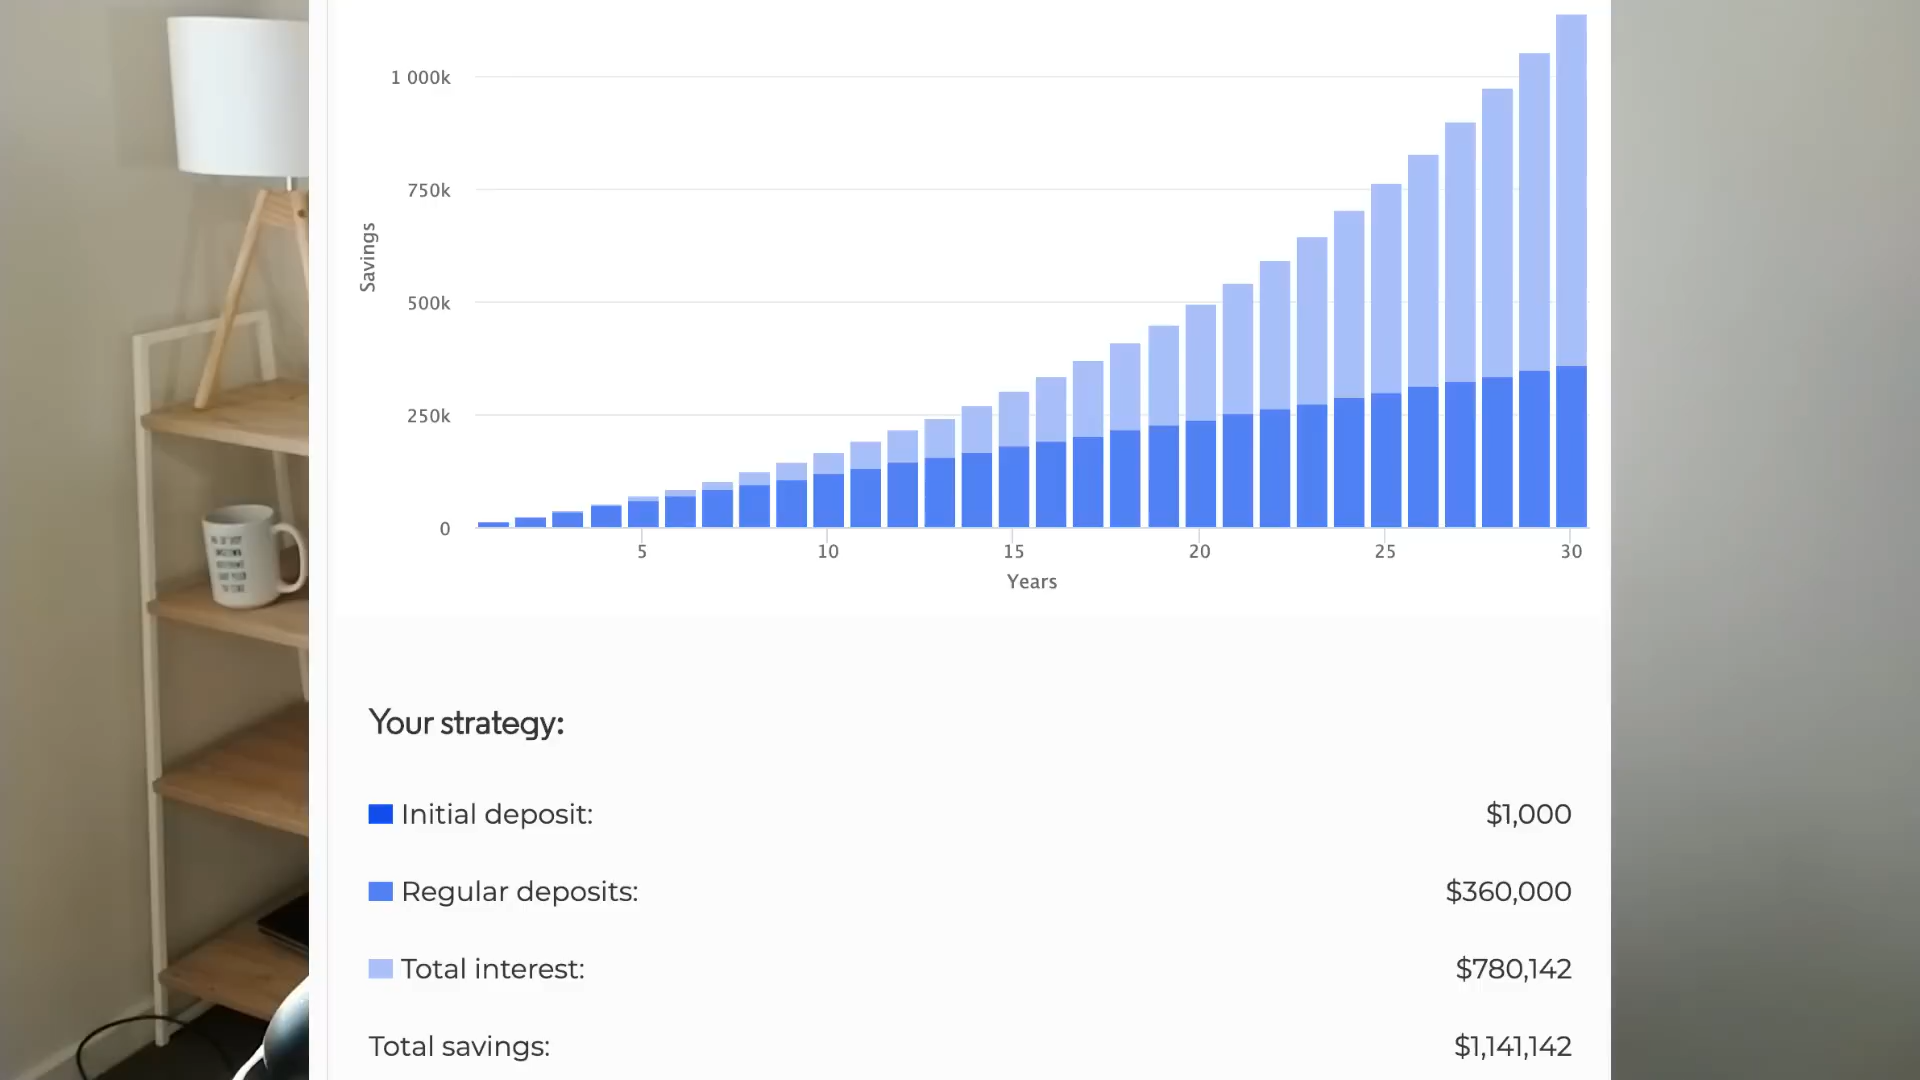 1 000k
750k
500k
250k
0
Savings
5 10 15 20 25 30
Years
Your strategy:
Initial deposit: $1,000
Regular deposits: $360,000
Total interest: $780,142
Total savings: $1,141,142